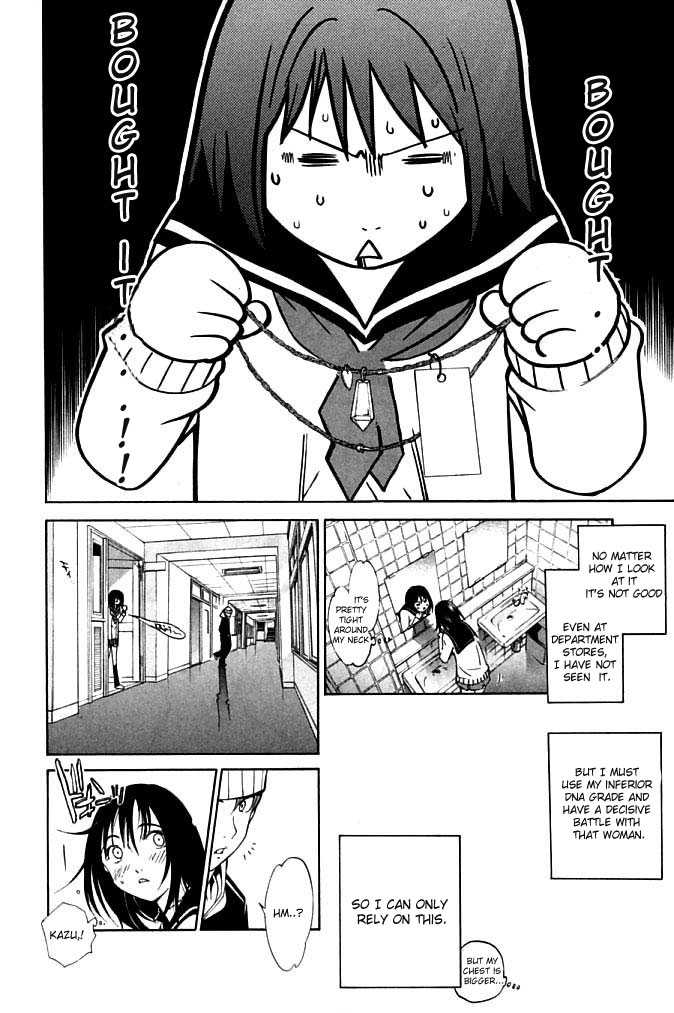 BOUGHT
BOUGHT IT......!!
NO MATTER
HOW I LOOK
AT IT
IT'S NOT GOOD
EVEN AT
DEPARTMENT
STORES,
I HAVE NOT
SEEN IT.
IT'S
PRETTY
TIGHT
AROUND
MY NECK
BUT I MUST
USE MY INFERIOR
DNA GRADE AND
HAVE A DECISIVE
BATTLE WITH
THAT WOMAN.
SO I CAN ONLY
RELY ON THIS.
BUT MY
CHEST IS
BIGGER...
HM..?
KAZU,!